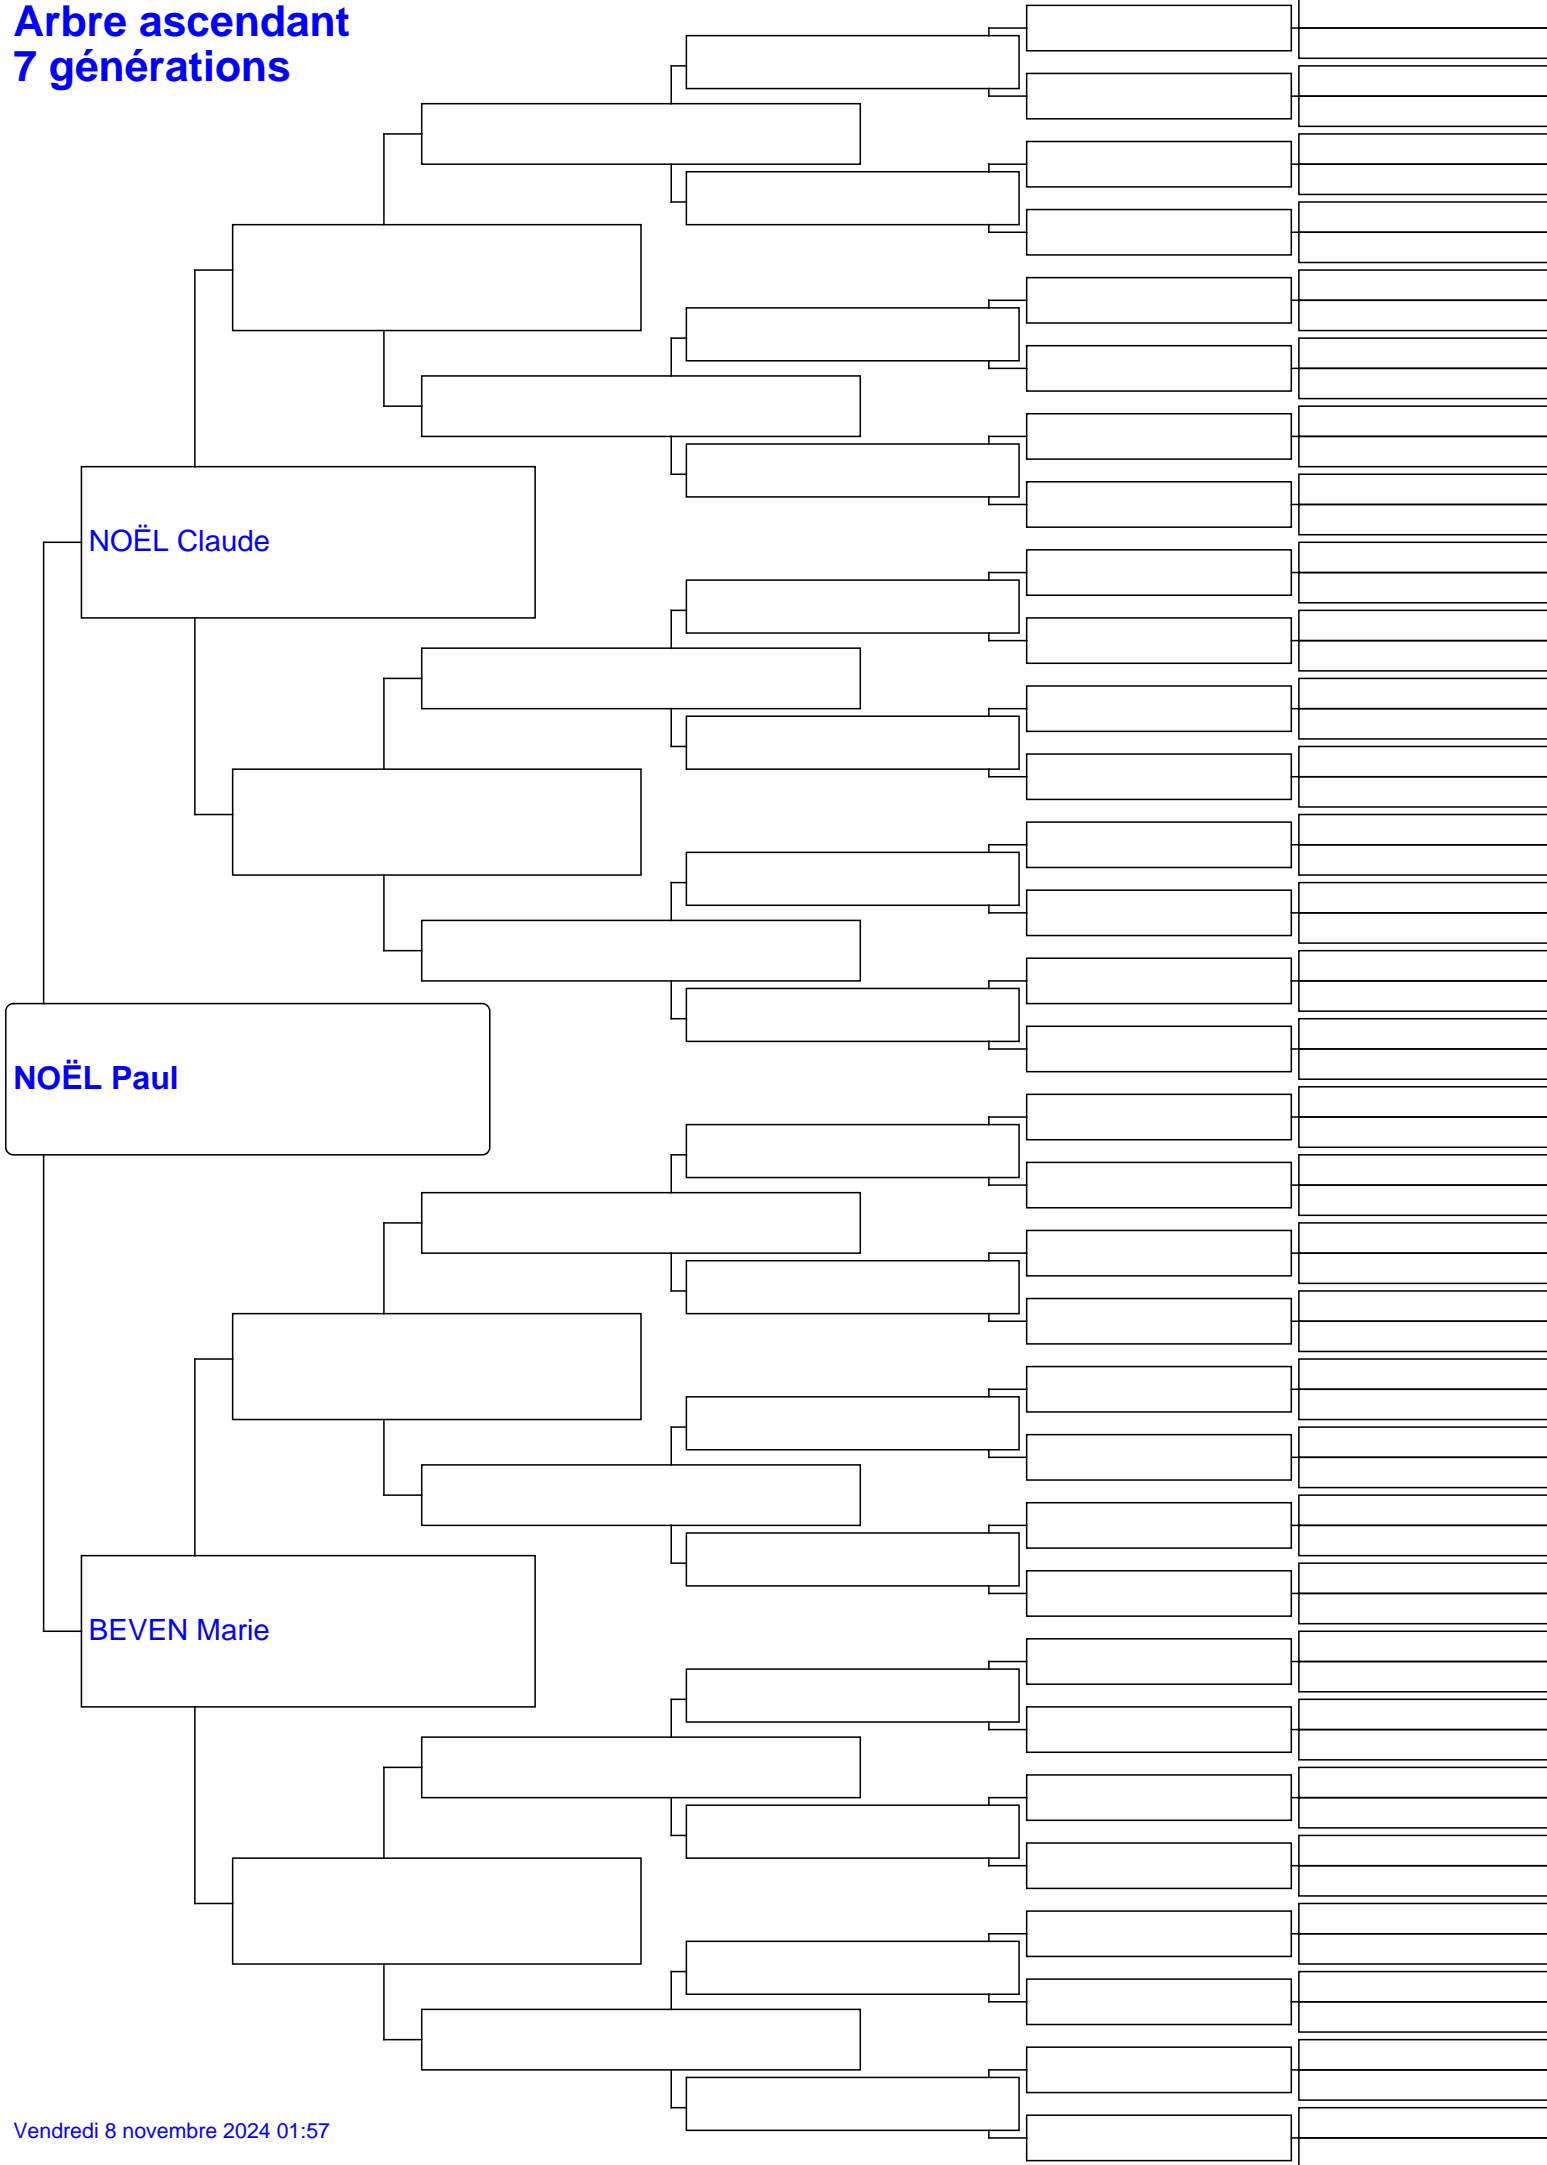 Arbre ascendant
7 générations
NOËL Claude
NOËL Paul
BEVEN Marie
Vendredi 8 novembre 2024 01:57